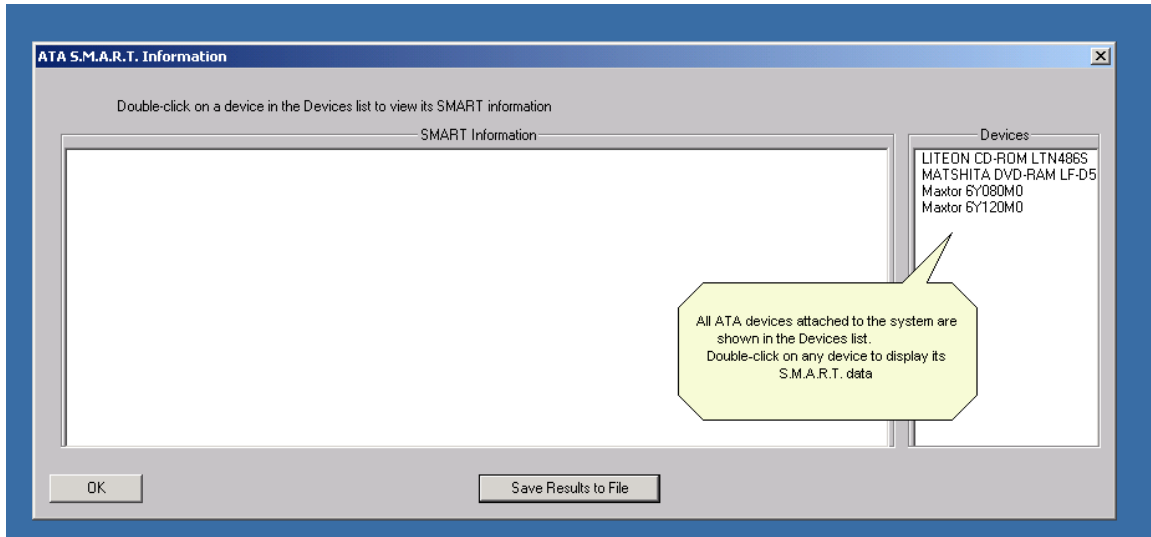 ATA S.M.A.R.T. Information
Double-click on a device in the Devices list to view its SMART information
SMART Information
Devices
LITEON CD-ROM LTN486S
MATSHITA DVD-RAM LF-D5
Maxtor 6Y080M0
Maxtor 6Y120M0
All ATA devices attached to the system are
shown in the Devices list.
Double-click on any device to display its
S.M.A.R.T. data
OK
Save Results to File